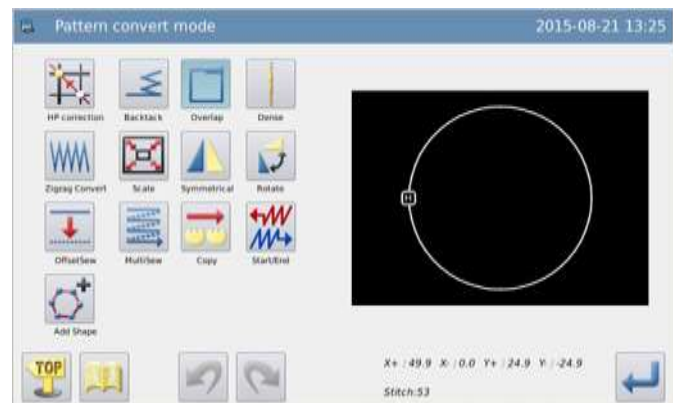 Pattern convert mode 2015-08-21 13:25
HP correction Backtack Overlap Dense
Zigzag Convert Scale Symmetrical Rotate
OffsetSew MultiSew Copy Start/End
Add Shape
H
TOP
X+ :49.9 X- :0.0 Y+ :24.9 Y- :-24.9
Stitch:53